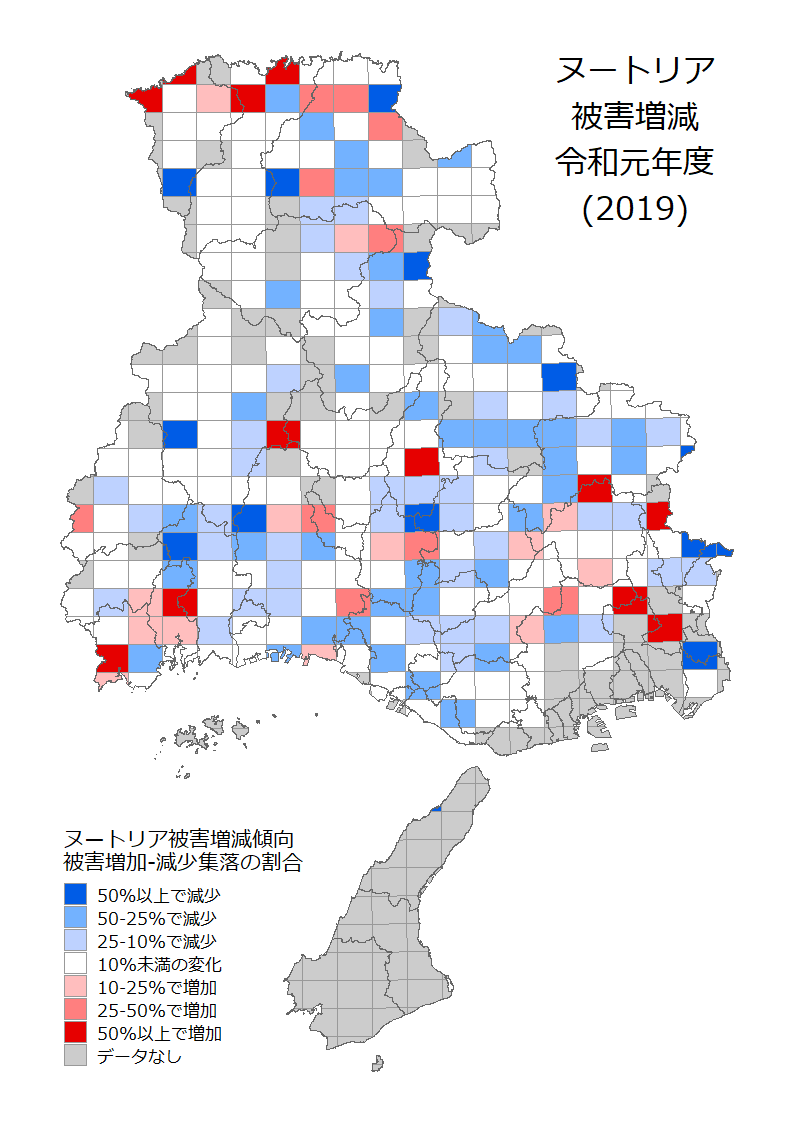 ヌートリア
被害増減
令和元年度
(2019)
ヌートリア被害増減傾向
被害増加-減少集落の割合
50%以上で減少
50-25%で減少
25-10%で減少
10%未満の変化
10-25%で増加
25-50%で増加
50%以上で増加
データなし